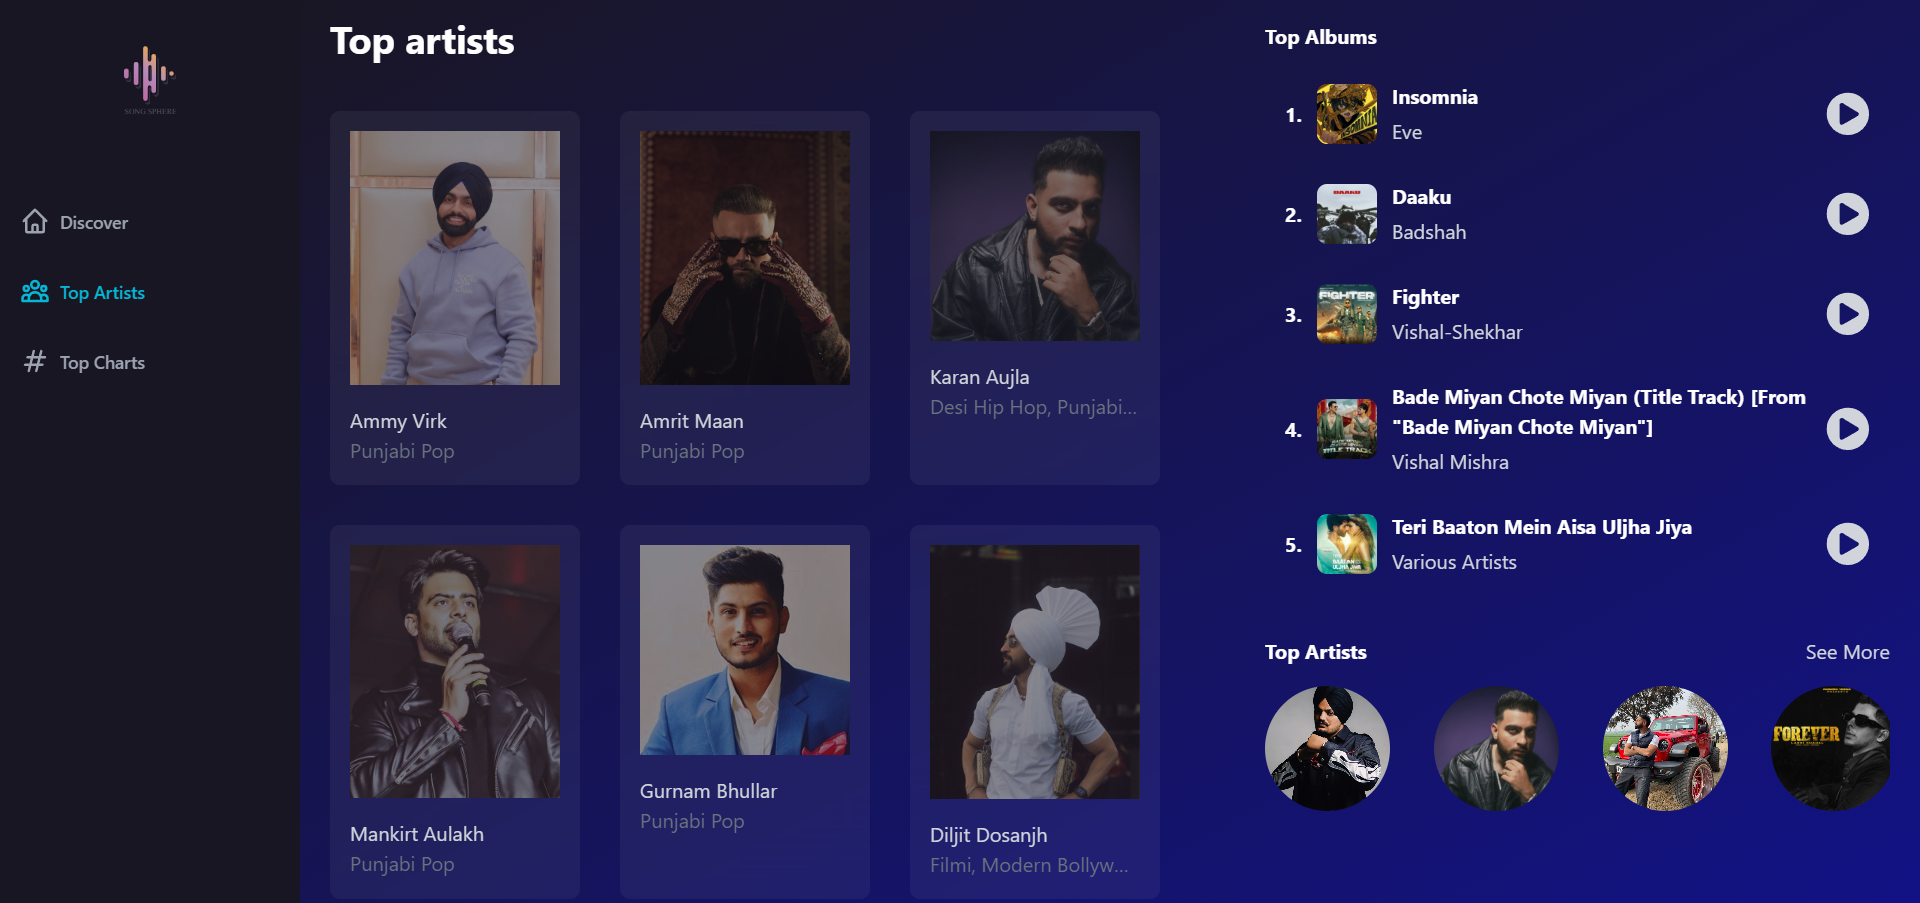 SONG SPHERE
Discover
Top Artists
Top Charts
Top artists
Ammy Virk
Punjabi Pop
Amrit Maan
Punjabi Pop
Karan Aujla
Desi Hip Hop, Punjabi...
Mankirt Aulakh
Punjabi Pop
Gurnam Bhullar
Punjabi Pop
Diljit Dosanjh
Filmi, Modern Bollyw...
Top Albums
1.
Insomnia
Eve
2.
DAAKU
Daaku
Badshah
3.
FIGHTER
Fighter
Vishal-Shekhar
4.
TITLE TRACK
Bade Miyan Chote Miyan (Title Track) [From
"Bade Miyan Chote Miyan"]
Vishal Mishra
5.
Teri Baaton Mein Aisa Uljha Jiya
Various Artists
Top Artists
See More
FOREVER